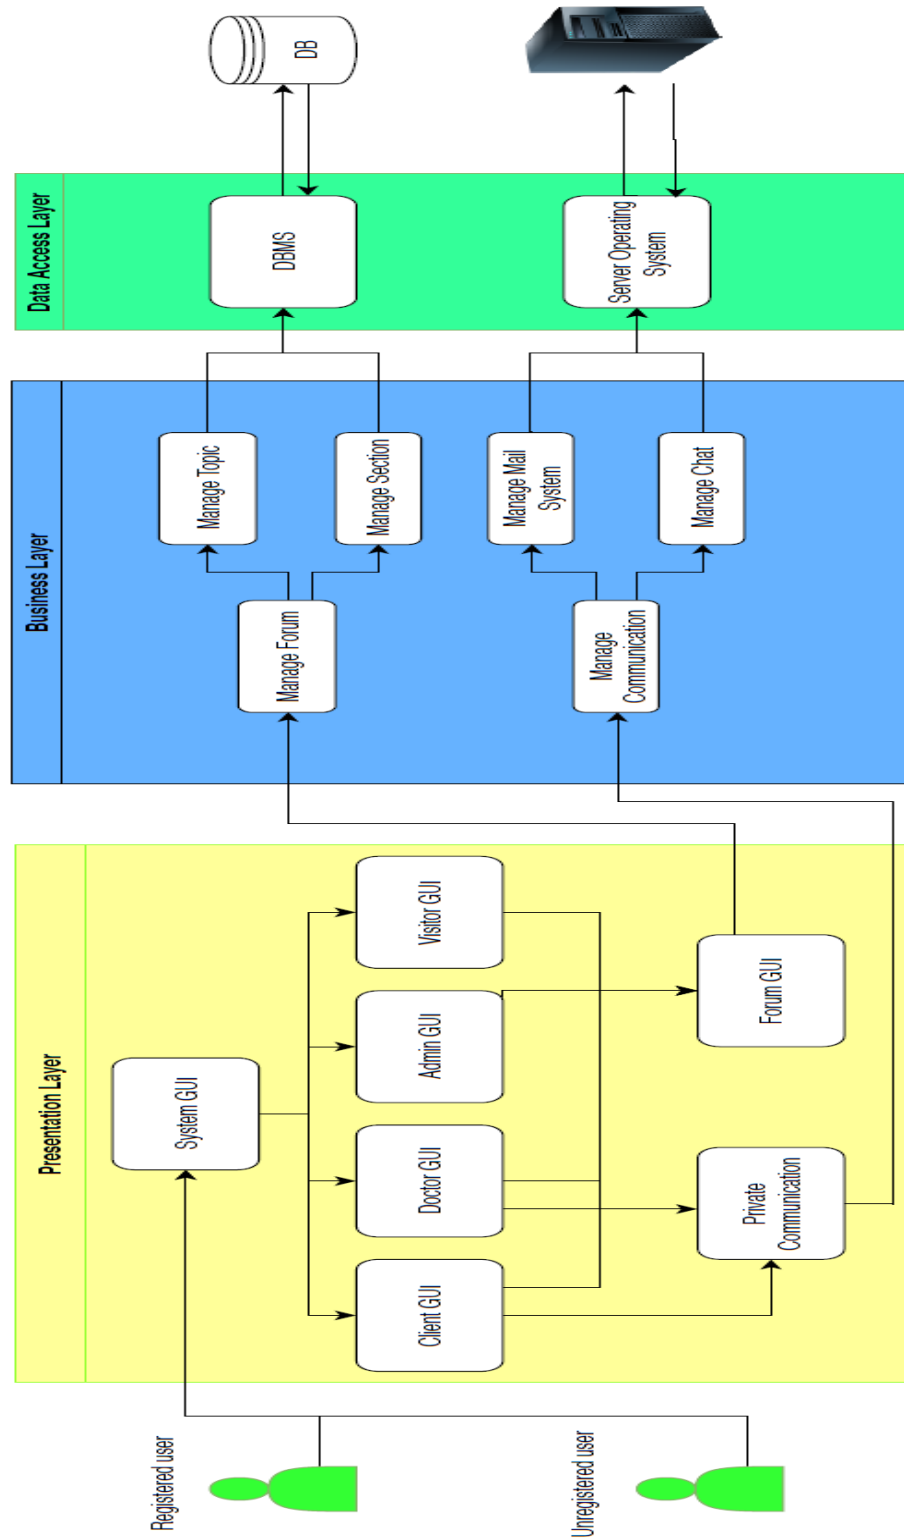 Registered user
Unregistered user
Presentation Layer
System GUI
Client GUI
Doctor GUI
Admin GUI
Visitor GUI
Private
Communication
Forum GUI
Business Layer
Manage Forum
Manage Topic
Manage Section
Manage
Communication
Manage Mail
System
Manage Chat
Data Access Layer
DBMS
Server Operating
System
DB